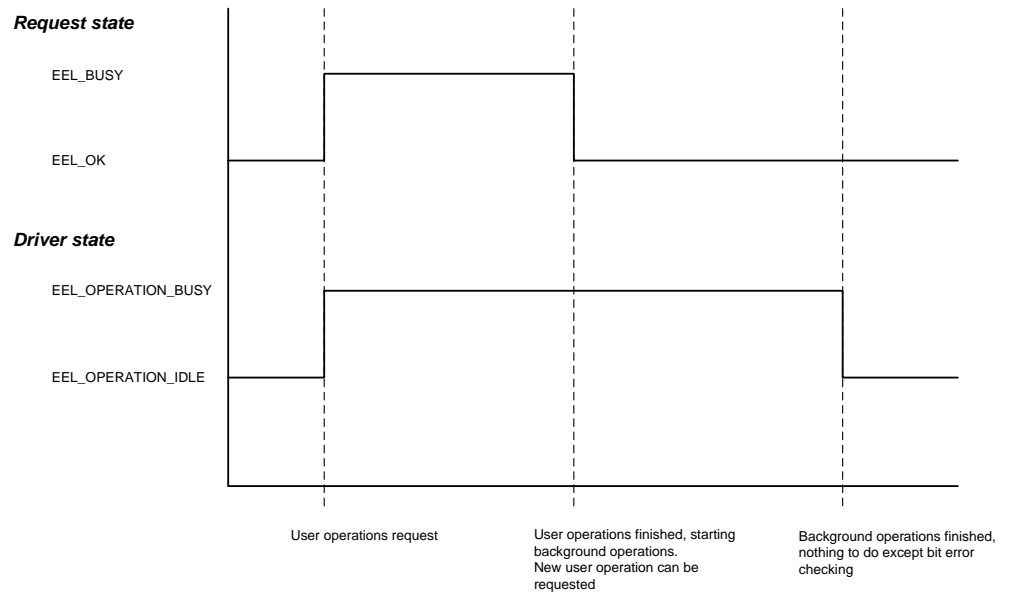 Request state
EEL_BUSY
EEL_OK
Driver state
EEL_OPERATION_BUSY
EEL_OPERATION_IDLE
User operations request
User operations finished, starting
background operations.
New user operation can be
requested
Background operations finished,
nothing to do except bit error
checking